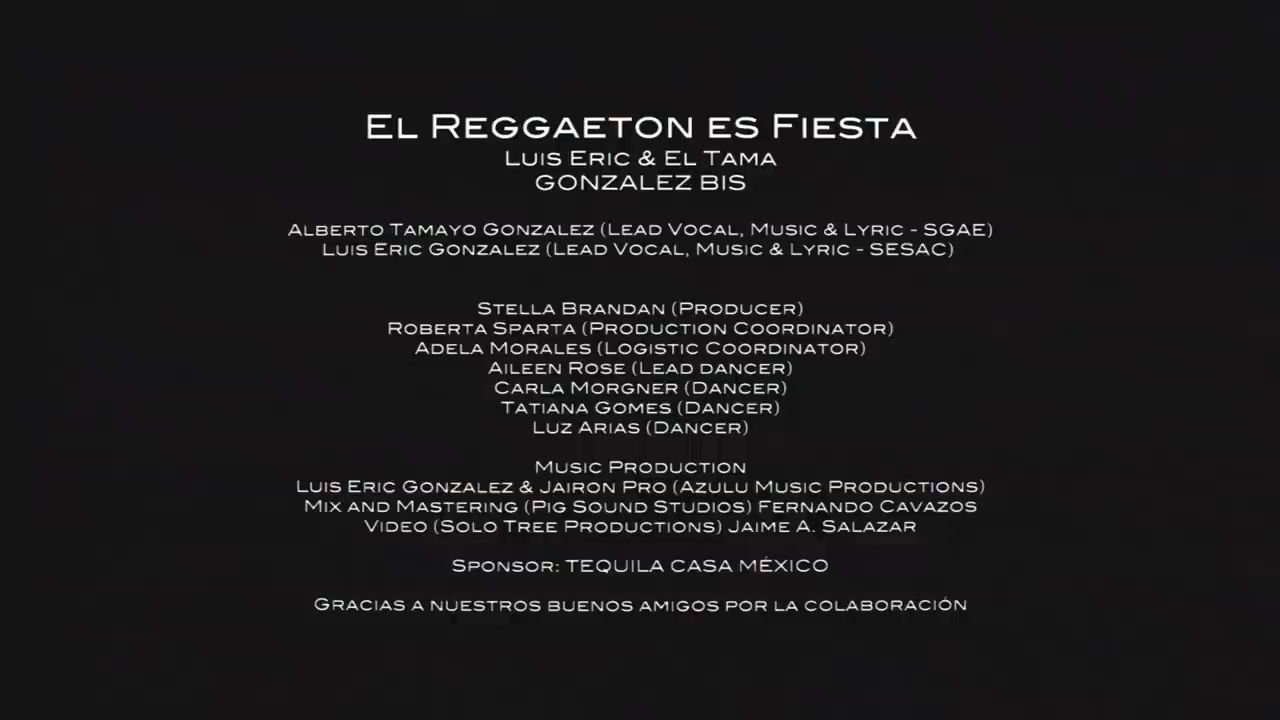 El Reggaeton es Fiesta
Luis Eric & El Tama
GONZALEZ BIS
Alberto Tamayo Gonzalez (Lead Vocal, Music & Lyric - SGAE)
Luis Eric Gonzalez (Lead Vocal, Music & Lyric - SESAC)
Stella Brandan (Producer)
Roberta Sparta (Production Coordinator)
Adela Morales (Logistic Coordinator)
Aileen Rose (Lead dancer)
Carla Morgner (Dancer)
Tatiana Gomes (Dancer)
Luz Arias (Dancer)
Music Production
Luis Eric Gonzalez & Jairon Pro (Azulu Music Productions)
Mix and Mastering (Pig Sound Studios) Fernando Cavazos
Video (Solo Tree Productions) Jaime A. Salazar
Sponsor: TEQUILA CASA MÉXICO
Gracias a nuestros buenos amigos por la colaboración